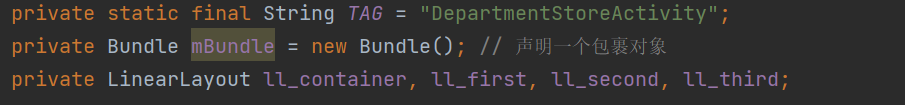 private static final String TAG = "DepartmentStoreActivity";
private Bundle mBundle = new Bundle(); // 声明一个包裹对象
private LinearLayout ll_container, ll_first, ll_second, ll_third;